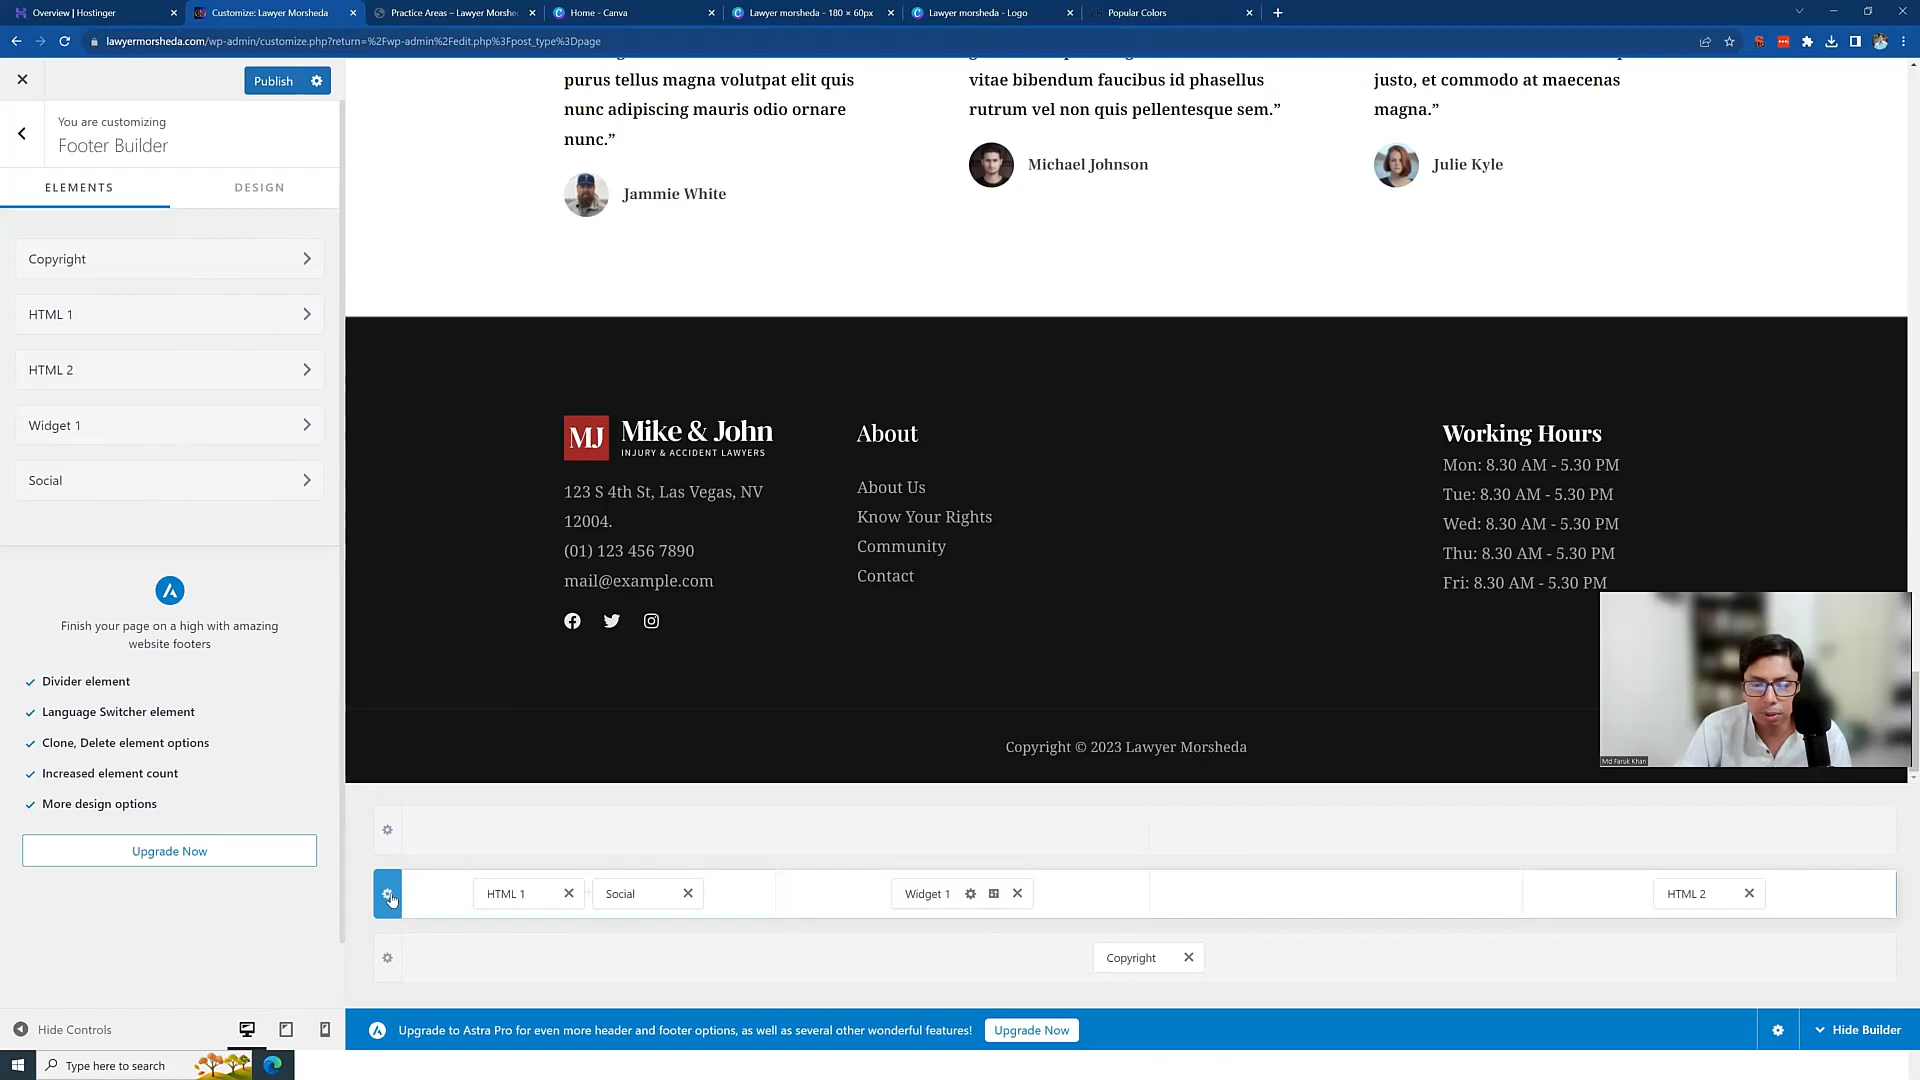 Overview | Hostinger
Customize: Lawyer Morsheda
Practice Areas – Lawyer Morshe
Home - Canva
Lawyer morsheda - 180 × 60px
Lawyer morsheda - Logo
Popular Colors
lawyermorsheda.com/wp-admin/customize.php?return=%2Fwp-admin%2Fedit.php%3Fpost_type%3Dpage
Publish
You are customizing
Footer Builder
ELEMENTS
DESIGN
Copyright
HTML 1
HTML 2
Widget 1
Social
Finish your page on a high with amazing
website footers
Divider element
Language Switcher element
Clone, Delete element options
Increased element count
More design options
Upgrade Now
Hide Controls
purus tellus magna volutpat elit quis
nunc adipiscing mauris odio ornare
nunc.”
Jammie White
vitae bibendum faucibus id phasellus
rutrum vel non quis pellentesque sem.”
Michael Johnson
justo, et commodo at maecenas
magna.”
Julie Kyle
MJ
Mike & John
INJURY & ACCIDENT LAWYERS
123 S 4th St, Las Vegas, NV
12004.
(01) 123 456 7890
mail@example.com
About
About Us
Know Your Rights
Community
Contact
Working Hours
Mon: 8.30 AM - 5.30 PM
Tue: 8.30 AM - 5.30 PM
Wed: 8.30 AM - 5.30 PM
Thu: 8.30 AM - 5.30 PM
Fri: 8.30 AM - 5.30 PM
Md Faruk Khan
Copyright © 2023 Lawyer Morsheda
HTML 1
Social
Widget 1
HTML 2
Copyright
Upgrade to Astra Pro for even more header and footer options, as well as several other wonderful features!
Upgrade Now
Hide Builder
Type here to search